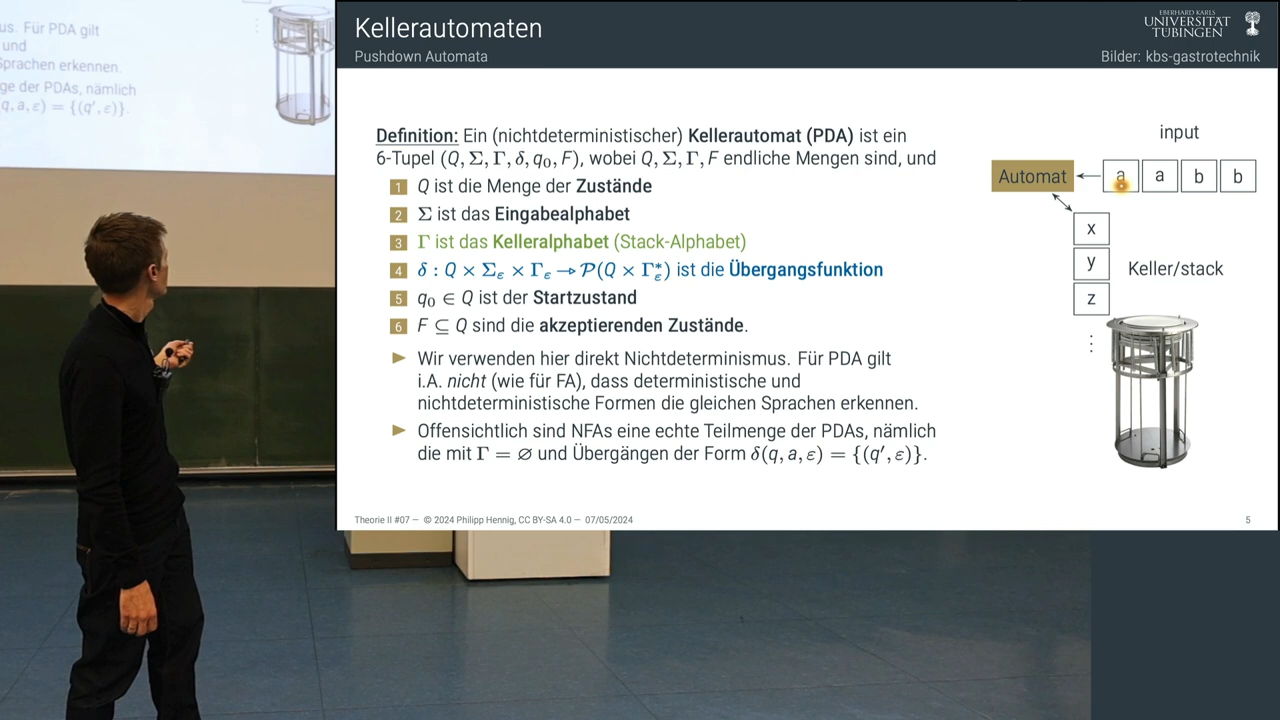 us. Für PDA gilt
und
Sprachen erkennen.
ge der PDAs, nämlich
(q, a, ε) = {(q′, ε)}.
Kellerautomaten
Pushdown Automata
EBERHARD KARLS
UNIVERSITÄT
TÜBINGEN
Bilder: kbs-gastrotechnik
Definition: Ein (nichtdeterministischer) Kellerautomat (PDA) ist ein
6-Tupel (Q, Σ, Γ, δ, q₀, F), wobei Q, Σ, Γ, F endliche Mengen sind, und
1 Q ist die Menge der Zustände
2 Σ ist das Eingabealphabet
3 Γ ist das Kelleralphabet (Stack-Alphabet)
4 δ : Q × Σ_ε × Γ_ε → 𝒫(Q × Γ*_ε) ist die Übergangsfunktion
5 q₀ ∈ Q ist der Startzustand
6 F ⊆ Q sind die akzeptierenden Zustände.
Wir verwenden hier direkt Nichtdeterminismus. Für PDA gilt
i.A. nicht (wie für FA), dass deterministische und
nichtdeterministische Formen die gleichen Sprachen erkennen.
Offensichtlich sind NFAs eine echte Teilmenge der PDAs, nämlich
die mit Γ = ∅ und Übergängen der Form δ(q, a, ε) = {(q′, ε)}.
input
Automat
a a b b
x
y
z
⋮
Keller/stack
Theorie II #07 — © 2024 Philipp Hennig, CC BY-SA 4.0 — 07/05/2024
5